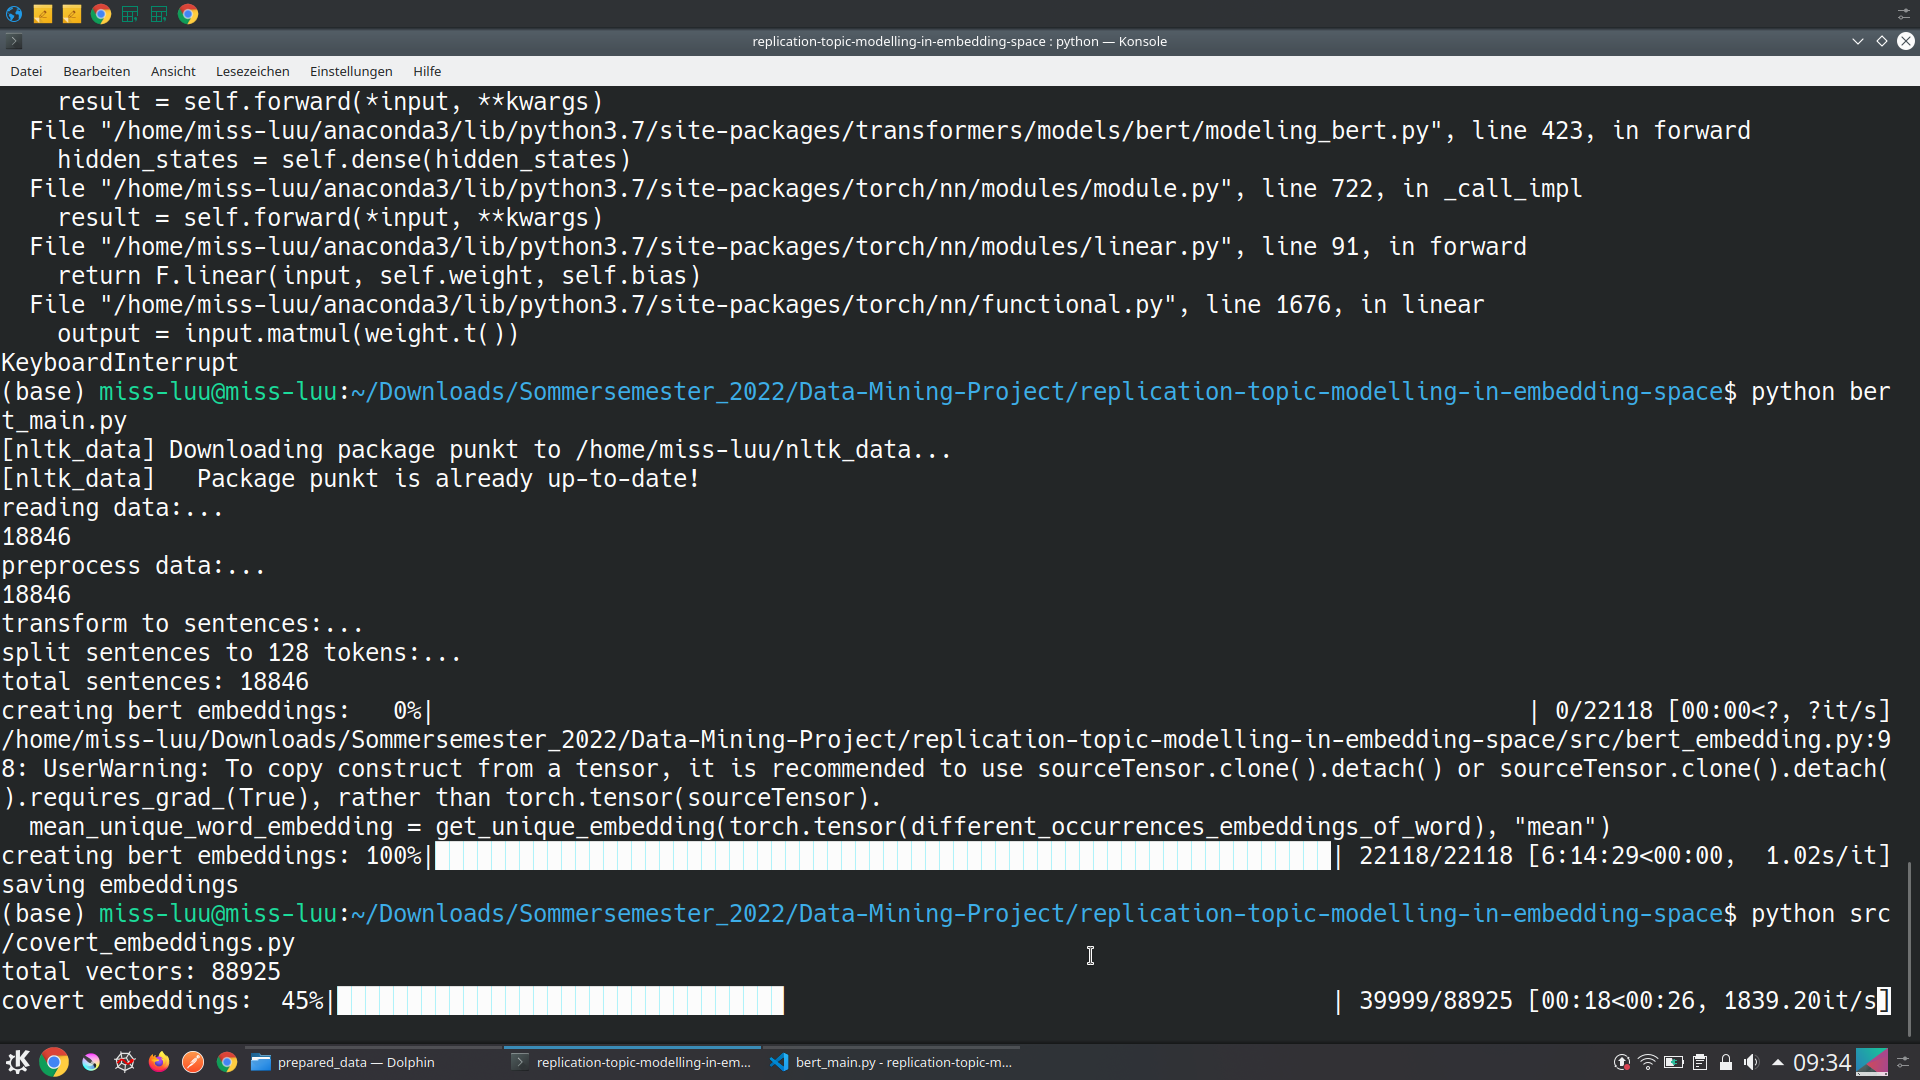 replication-topic-modelling-in-embedding-space : python — Konsole
Datei Bearbeiten Ansicht Lesezeichen Einstellungen Hilfe
    result = self.forward(*input, **kwargs)
  File "/home/miss-luu/anaconda3/lib/python3.7/site-packages/transformers/models/bert/modeling_bert.py", line 423, in forward
    hidden_states = self.dense(hidden_states)
  File "/home/miss-luu/anaconda3/lib/python3.7/site-packages/torch/nn/modules/module.py", line 722, in _call_impl
    result = self.forward(*input, **kwargs)
  File "/home/miss-luu/anaconda3/lib/python3.7/site-packages/torch/nn/modules/linear.py", line 91, in forward
    return F.linear(input, self.weight, self.bias)
  File "/home/miss-luu/anaconda3/lib/python3.7/site-packages/torch/nn/functional.py", line 1676, in linear
    output = input.matmul(weight.t())
KeyboardInterrupt
(base) miss-luu@miss-luu:~/Downloads/Sommersemester_2022/Data-Mining-Project/replication-topic-modelling-in-embedding-space$ python ber
t_main.py
[nltk_data] Downloading package punkt to /home/miss-luu/nltk_data...
[nltk_data]   Package punkt is already up-to-date!
reading data:...
18846
preprocess data:...
18846
transform to sentences:...
split sentences to 128 tokens:...
total sentences: 18846
creating bert embeddings:   0%|                    | 0/22118 [00:00<?, ?it/s]
/home/miss-luu/Downloads/Sommersemester_2022/Data-Mining-Project/replication-topic-modelling-in-embedding-space/src/bert_embedding.py:9
8: UserWarning: To copy construct from a tensor, it is recommended to use sourceTensor.clone().detach() or sourceTensor.clone().detach(
).requires_grad_(True), rather than torch.tensor(sourceTensor).
  mean_unique_word_embedding = get_unique_embedding(torch.tensor(different_occurrences_embeddings_of_word), "mean")
creating bert embeddings: 100%|                    | 22118/22118 [6:14:29<00:00,  1.02s/it]
saving embeddings
(base) miss-luu@miss-luu:~/Downloads/Sommersemester_2022/Data-Mining-Project/replication-topic-modelling-in-embedding-space$ python src
/covert_embeddings.py
total vectors: 88925
covert embeddings:  45%|                    | 39999/88925 [00:18<00:26, 1839.20it/s]
prepared_data — Dolphin replication-topic-modelling-in-em... bert_main.py - replication-topic-m... 09:34